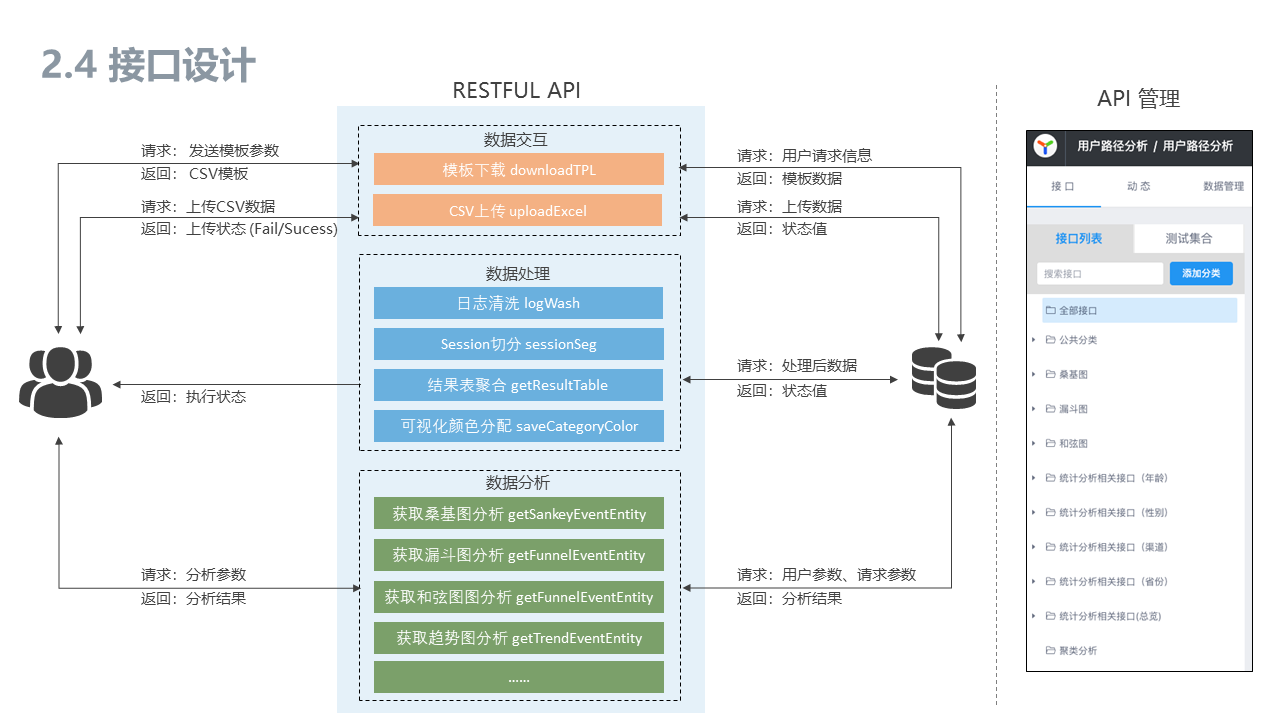 2.4 接口设计
RESTFUL API
数据交互
模板下载 downloadTPL
CSV上传 uploadExcel
请求： 发送模板参数
返回： CSV模板
请求：上传CSV数据
返回：上传状态 (Fail/Sucess)
请求：用户请求信息
返回：模板数据
请求：上传数据
返回：状态值
数据处理
日志清洗 logWash
Session切分 sessionSeg
结果表聚合 getResultTable
可视化颜色分配 saveCategoryColor
返回：执行状态
请求：处理后数据
返回：状态值
数据分析
获取桑基图分析 getSankeyEventEntity
获取漏斗图分析 getFunnelEventEntity
获取和弦图图分析 getFunnelEventEntity
获取趋势图分析 getTrendEventEntity
……
请求：分析参数
返回：分析结果
请求：用户参数、请求参数
返回：分析结果
API 管理
用户路径分析 / 用户路径分析
接口 动态 数据管理
接口列表 测试集合
搜索接口 添加分类
全部接口
公共分类
桑基图
漏斗图
和弦图
统计分析相关接口（年龄）
统计分析相关接口（性别）
统计分析相关接口（渠道）
统计分析相关接口（省份）
统计分析相关接口(总览)
聚类分析